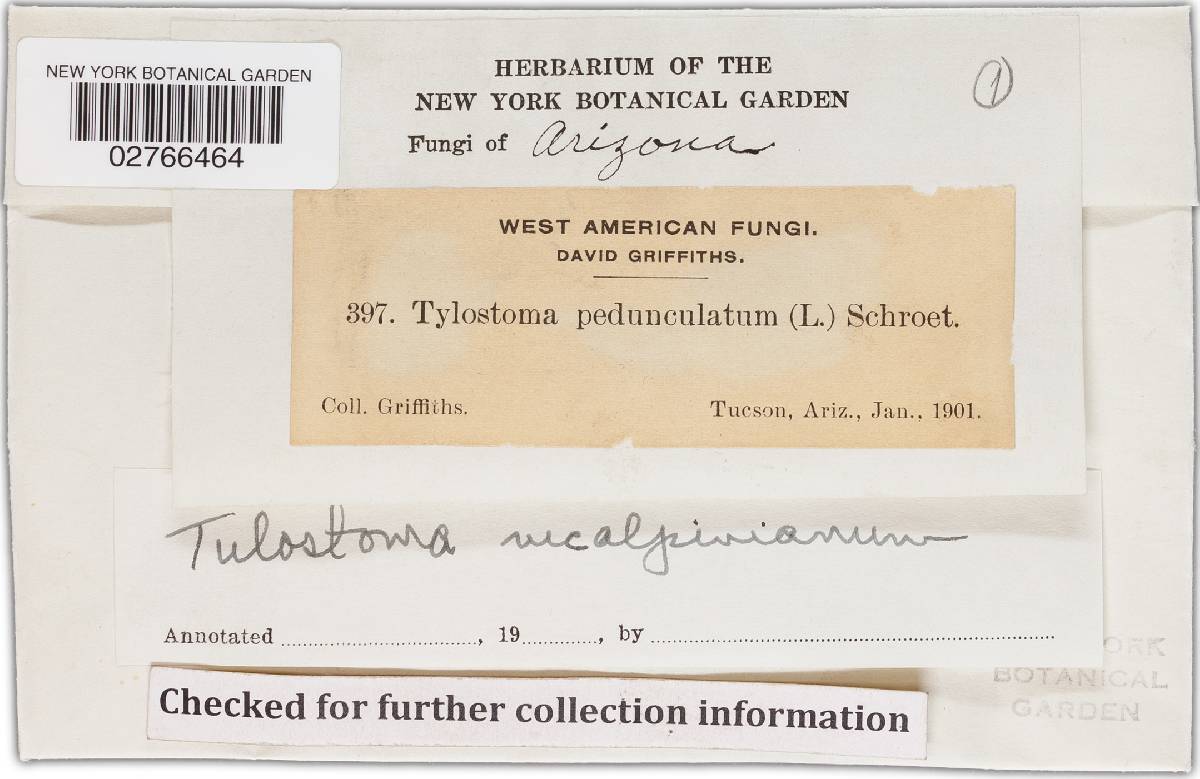 NEW YORK BOTANICAL GARDEN
02766464
HERBARIUM OF THE
NEW YORK BOTANICAL GARDEN
Fungi of Arizona
1
WEST AMERICAN FUNGI.
DAVID GRIFFITHS.
397. Tylostoma pedunculatum (L.) Schroet.
Coll. Griffiths. Tucson, Ariz., Jan., 1901.
Tulostoma mcalpinianum
Annotated ............, 19......, by ............
ORK
BOTANICAL
GARDEN
Checked for further collection information